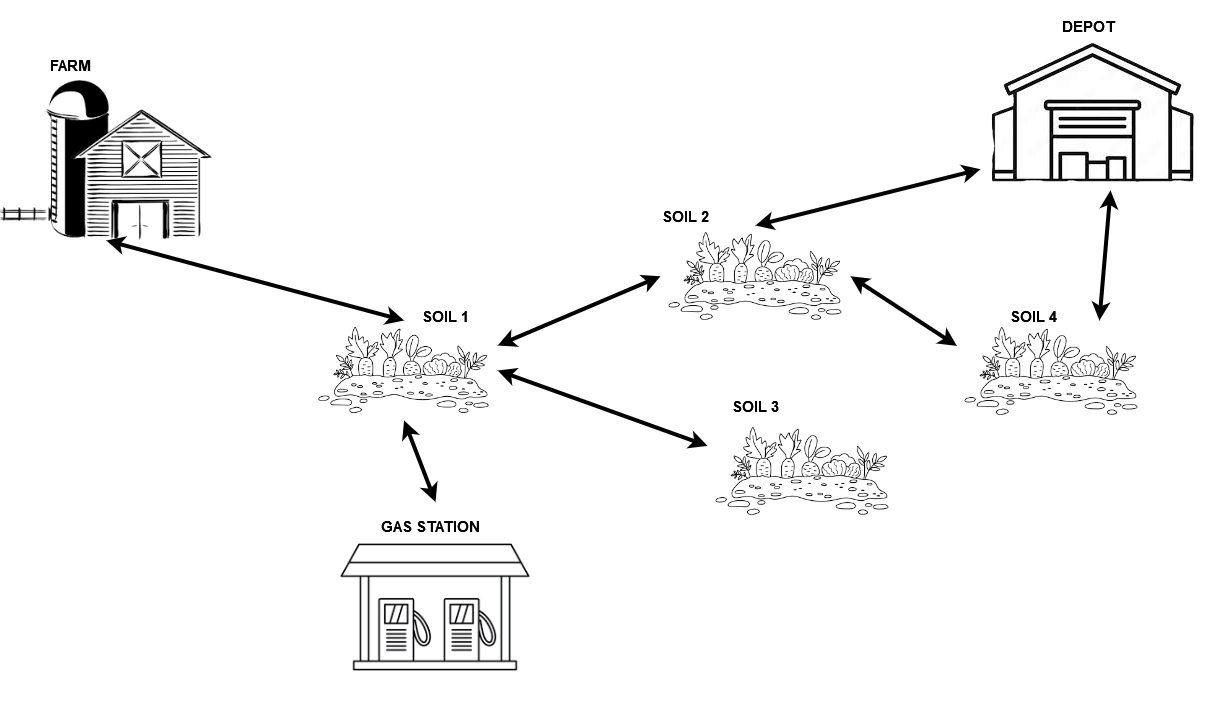 DEPOT
FARM
SOIL 2
SOIL 1
SOIL 4
SOIL 3
GAS STATION